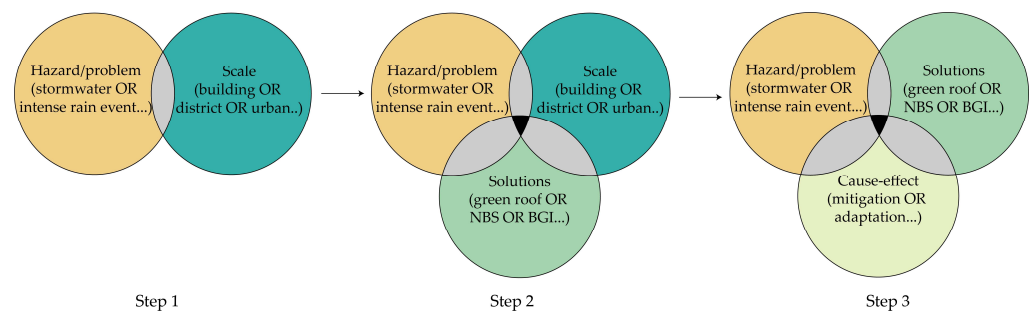 Hazard/problem
(stormwater OR
intense rain event...)
Scale
(building OR
district OR urban..)
Step 1
Hazard/problem
(stormwater OR
intense rain event...)
Scale
(building OR
district OR urban..)
Solutions
(green roof OR
NBS OR BGI...)
Step 2
Hazard/problem
(stormwater OR
intense rain event...)
Solutions
(green roof OR
NBS OR BGI...)
Cause-effect
(mitigation OR
adaptation...)
Step 3